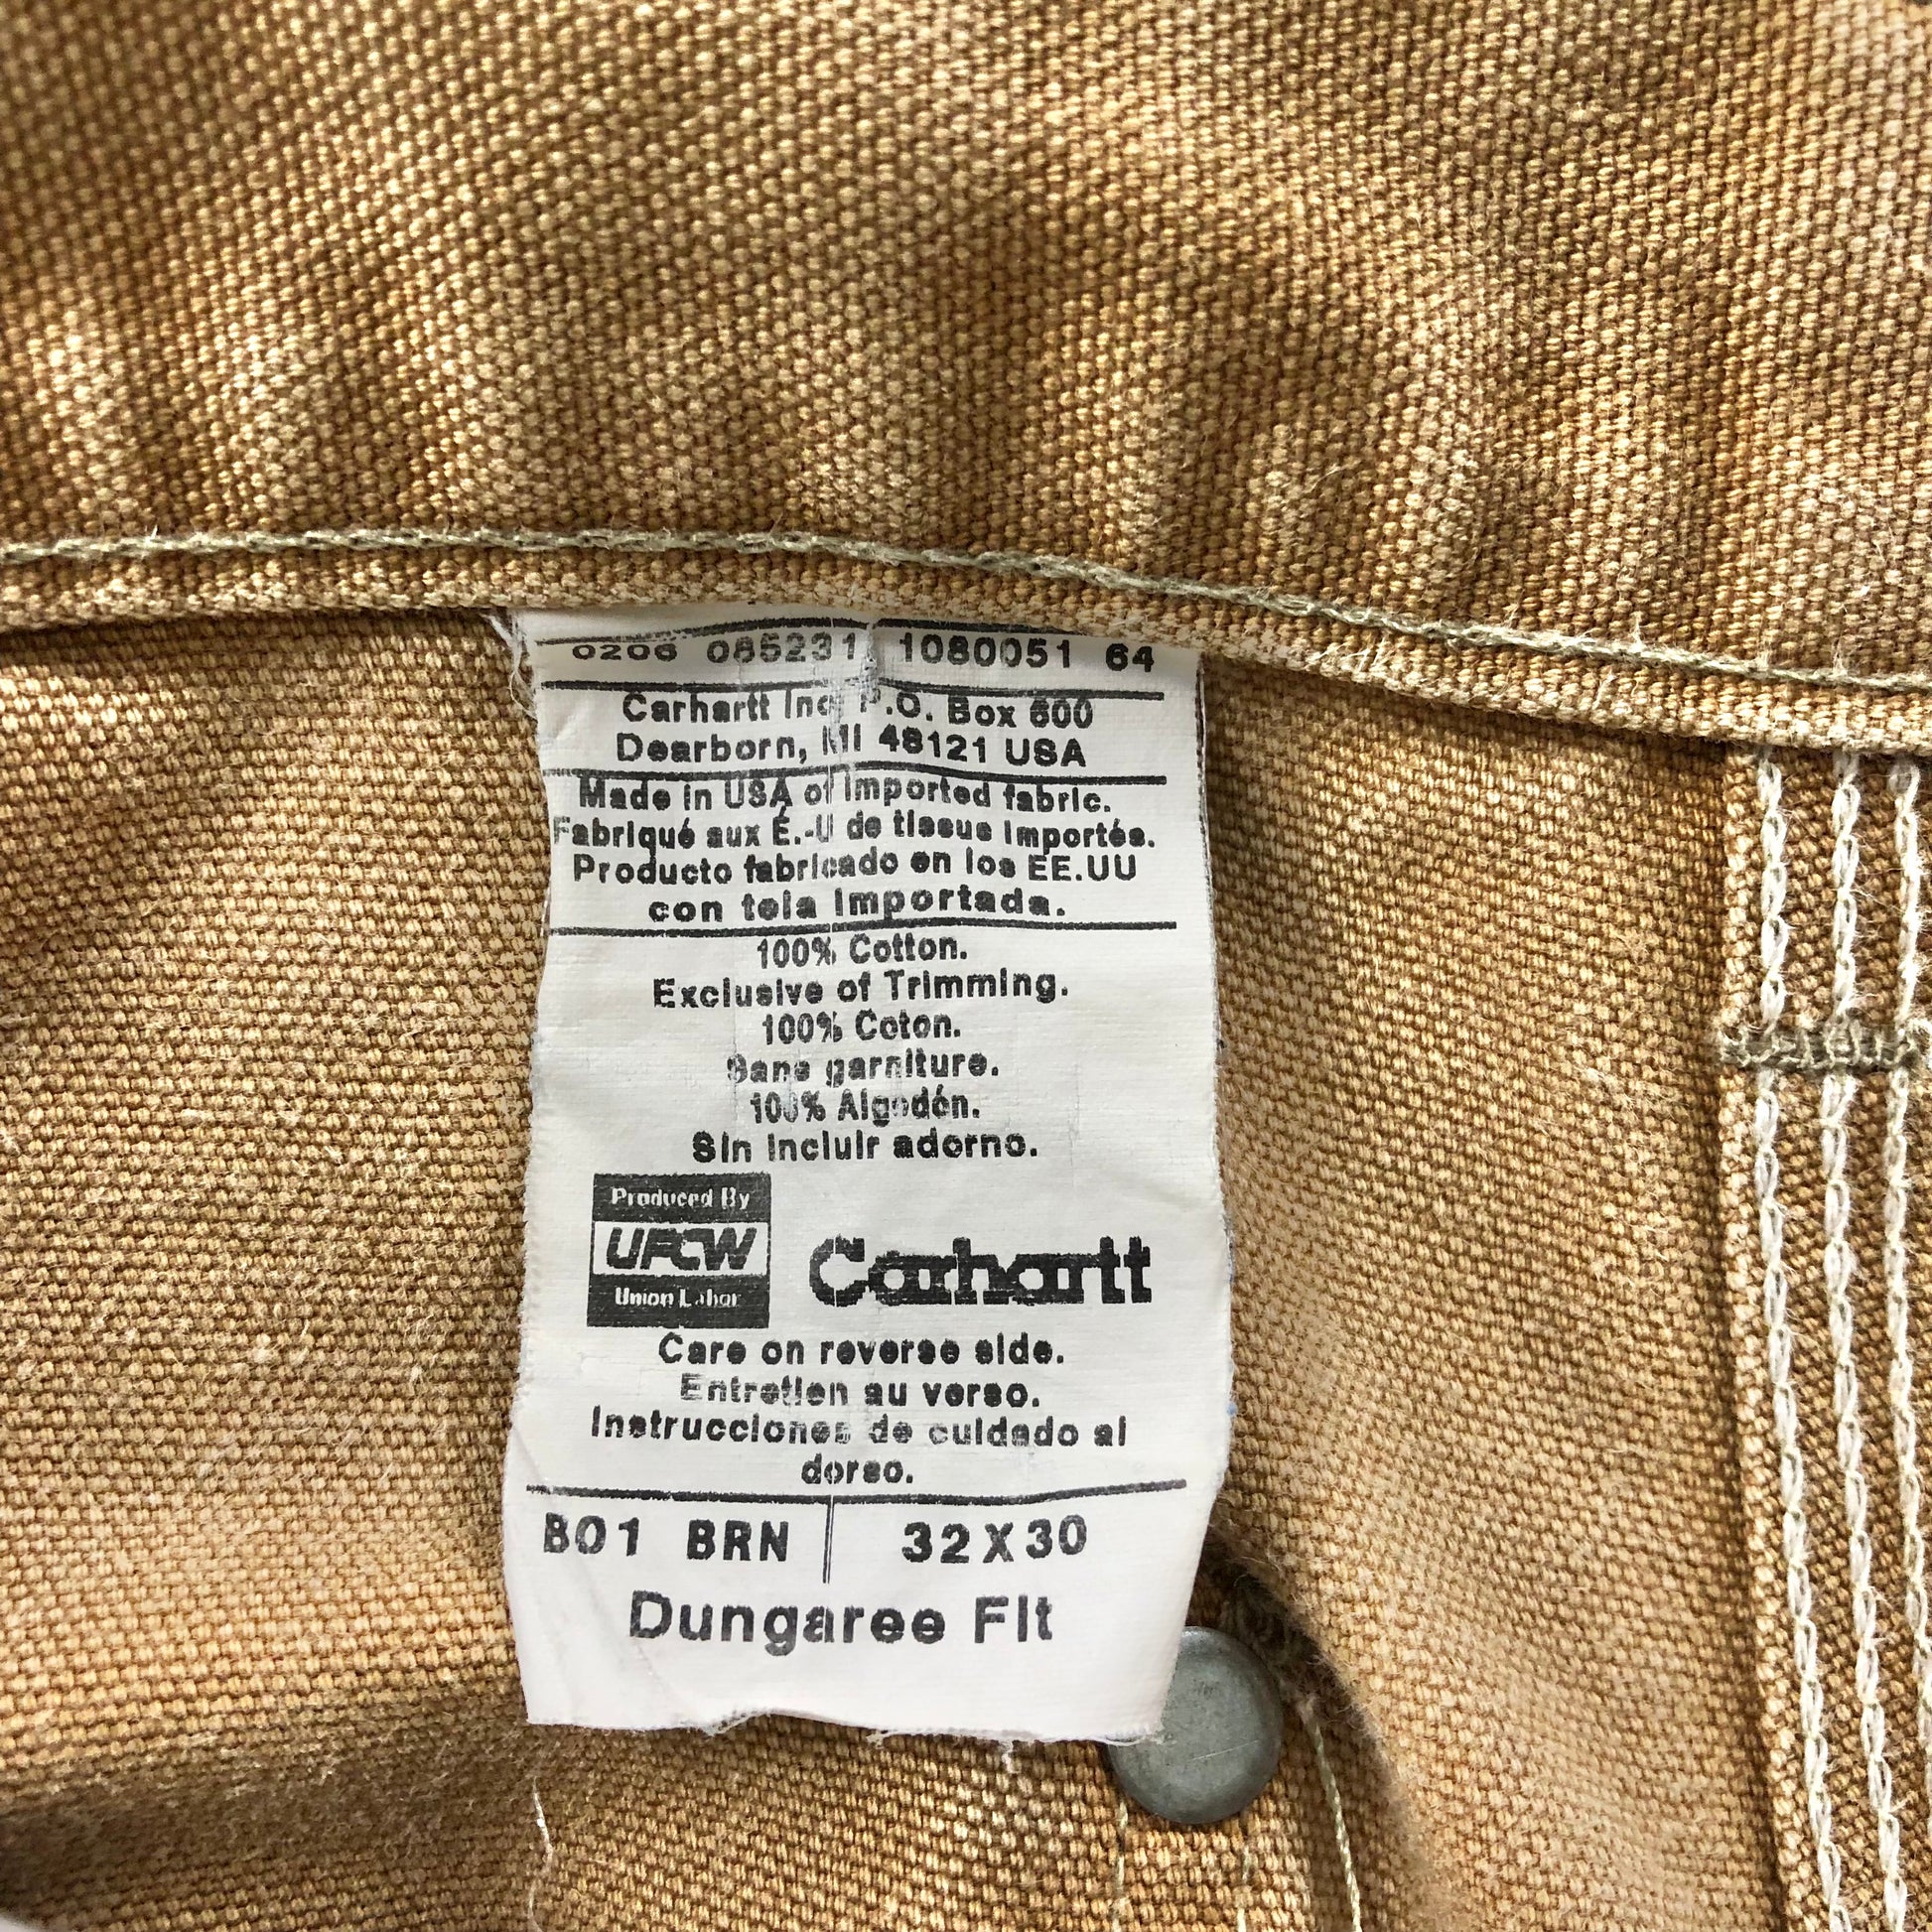 0206 085231 1080051 64
Carhartt Inc. P.O. Box 600
Dearborn, MI 48121 USA
Made in USA of imported fabric.
Fabriqué aux É.-U de tissus importés.
Producto fabricado en los EE.UU
con tela importada.
100% Cotton.
Exclusive of Trimming.
100% Coton.
Sans garniture.
100% Algodón.
Sin incluir adorno.
Produced By
UFCW
Union Labor
Carhartt
Care on reverse side.
Entretien au verso.
Instrucciones de cuidado al
dorso.
B01 BRN 32X30
Dungaree Fit